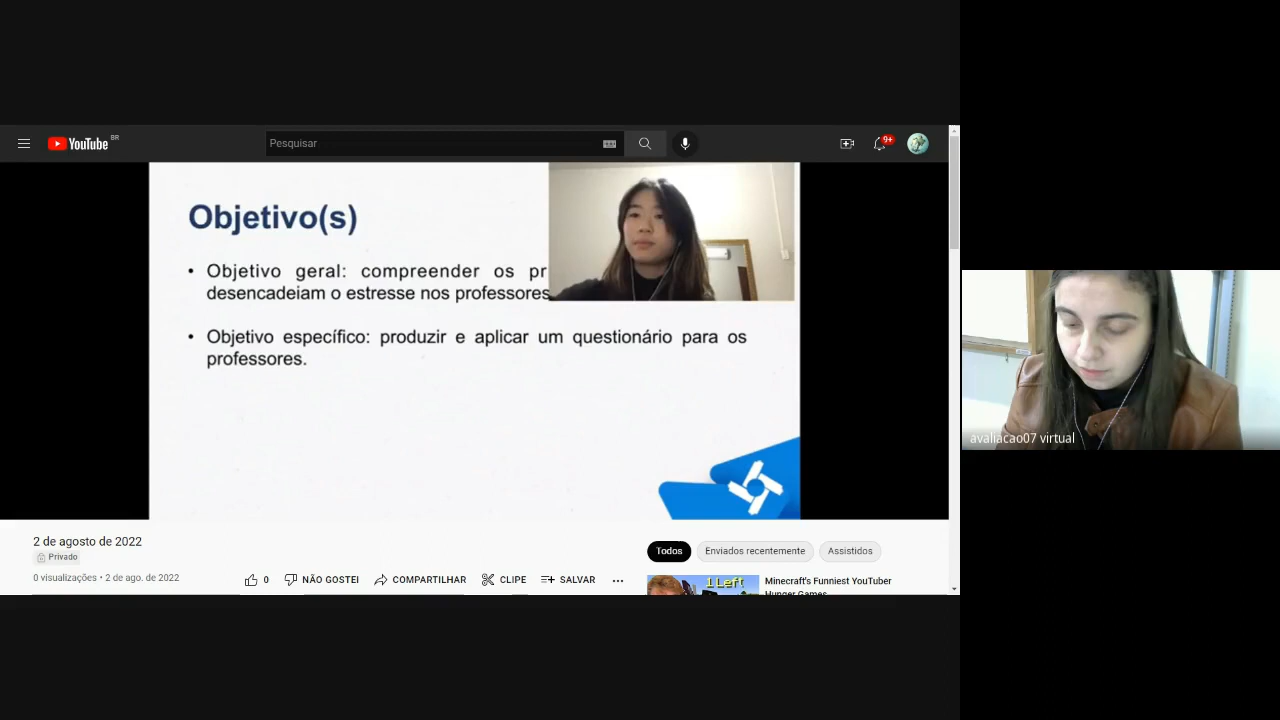 YouTube BR
Pesquisar
9+
Objetivo(s)
• Objetivo geral: compreender os pr
desencadeiam o estresse nos professores
• Objetivo específico: produzir e aplicar um questionário para os
professores.
avaliacao07 virtual
2 de agosto de 2022
Privado
0 visualizações • 2 de ago. de 2022
0
NÃO GOSTEI
COMPARTILHAR
CLIPE
SALVAR
Todos
Enviados recentemente
Assistidos
1 Left
Minecraft's Funniest YouTuber
Hunger Games